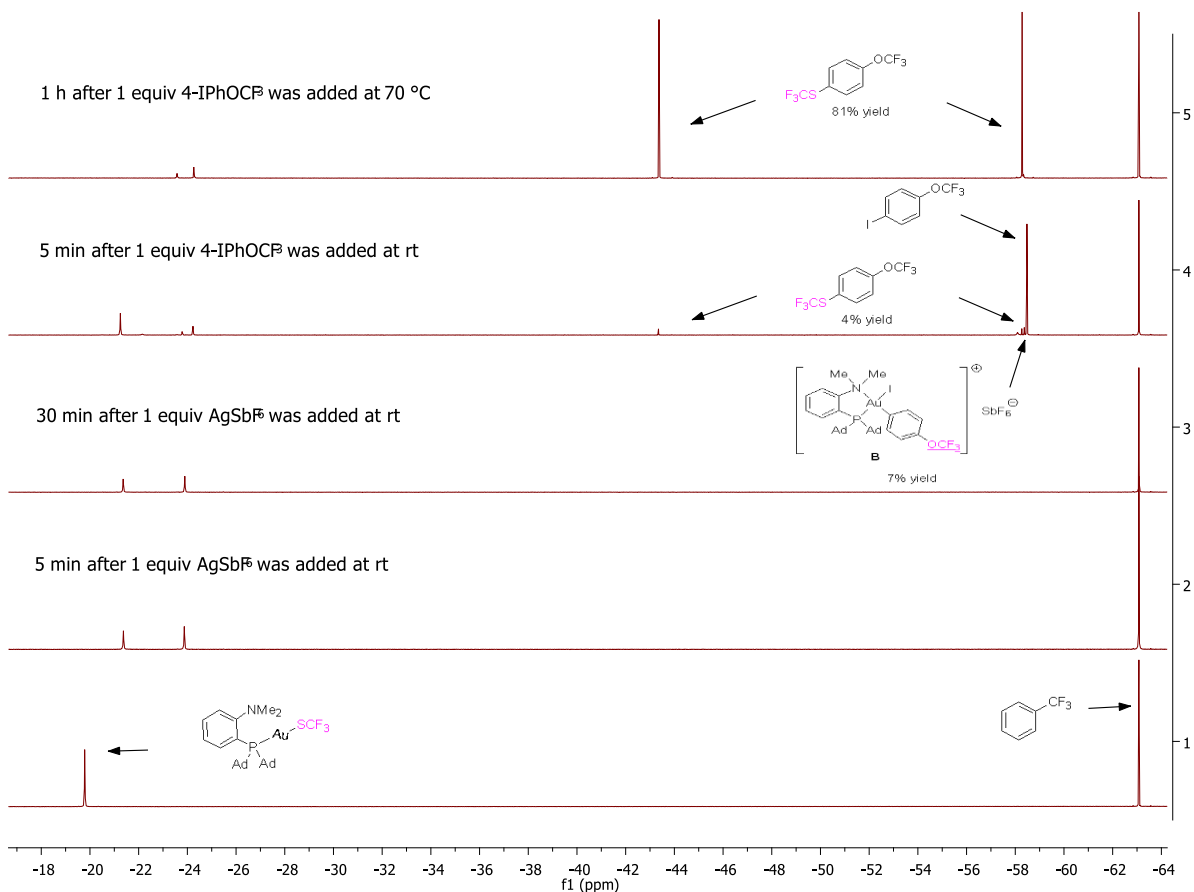 1 h after 1 equiv 4-IPhOCF3 was added at 70 °C
OCF3
F3CS
81% yield
5
OCF3
I
5 min after 1 equiv 4-IPhOCF3 was added at rt
OCF3
F3CS
4% yield
4
Me Me
N I
Au
P
Ad Ad
OCF3
⊕
SbF6⊖
B
7% yield
30 min after 1 equiv AgSbF6 was added at rt
3
5 min after 1 equiv AgSbF6 was added at rt
2
NMe2
SCF3
Au
P
Ad Ad
CF3
1
-18 -20 -22 -24 -26 -28 -30 -32 -34 -36 -38 -40 -42 -44 -46 -48 -50 -52 -54 -56 -58 -60 -62 -64
f1 (ppm)